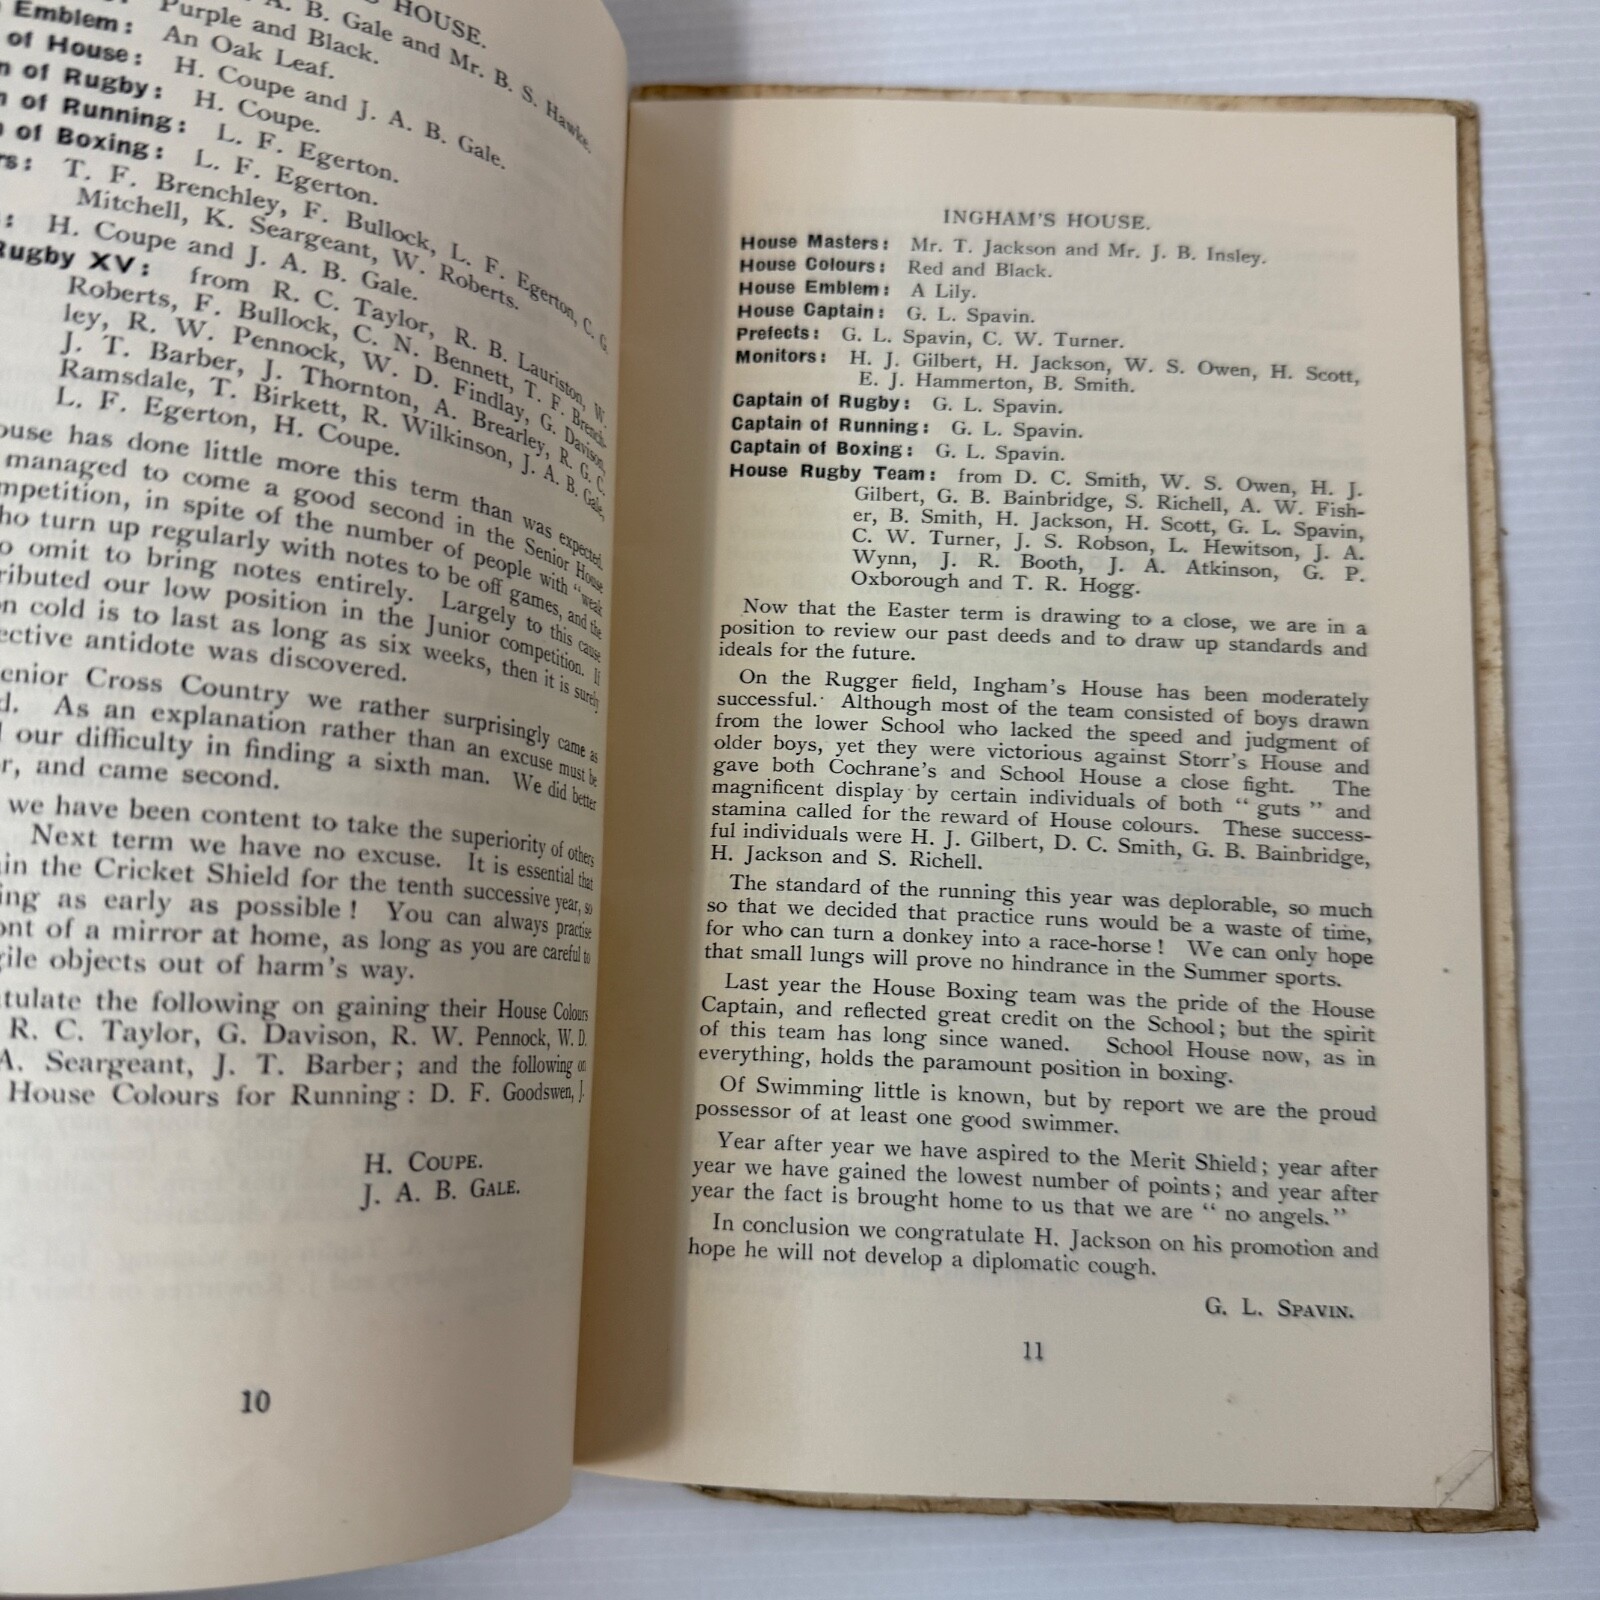 HOUSE.
A. B. Gale and Mr. B. S. Hawke.
Purple and Black.
Emblem: An Oak Leaf.
of House: H. Coupe and J. A. B. Gale.
of Rugby: H. Coupe.
of Running: L. F. Egerton.
of Boxing: L. F. Egerton.
T. F. Brenchley, F. Bullock, L. F. Egerton, C. G.
Mitchell, K. Seargeant, W. Roberts.
H. Coupe and J. A. B. Gale.
Rugby XV: from R. C. Taylor, R. B. Lauriston, W.
Roberts, F. Bullock, C. N. Bennett, T. F. Brench-
ley, R. W. Pennock, W. D. Findlay, G. Davison,
J. T. Barber, J. Thornton, A. Brearley, R. G. C.
Ramsdale, T. Birkett, R. Wilkinson, J. A. B. Gale,
L. F. Egerton, H. Coupe.
ouse has done little more this term than was expected.
managed to come a good second in the Senior House
mpetition, in spite of the number of people with "weak
ho turn up regularly with notes to be off games, and the
o omit to bring notes entirely. Largely to this cause
ributed our low position in the Junior competition. If
on cold is to last as long as six weeks, then it is surely
ective antidote was discovered.
enior Cross Country we rather surprisingly came as
d. As an explanation rather than an excuse must be
our difficulty in finding a sixth man. We did better
r, and came second.
we have been content to take the superiority of others
Next term we have no excuse. It is essential that
in the Cricket Shield for the tenth successive year, so
ing as early as possible! You can always practise
ont of a mirror at home, as long as you are careful to
gile objects out of harm's way.
tulate the following on gaining their House Colours
R. C. Taylor, G. Davison, R. W. Pennock, W. D.
A. Seargeant, J. T. Barber; and the following on
House Colours for Running: D. F. Goodswen, J.
H. COUPE.
J. A. B. GALE.
10
INGHAM'S HOUSE.
House Masters: Mr. T. Jackson and Mr. J. B. Insley.
House Colours: Red and Black.
House Emblem: A Lily.
House Captain: G. L. Spavin.
Prefects: G. L. Spavin, C. W. Turner.
Monitors: H. J. Gilbert, H. Jackson, W. S. Owen, H. Scott,
E. J. Hammerton, B. Smith.
Captain of Rugby: G. L. Spavin.
Captain of Running: G. L. Spavin.
Captain of Boxing: G. L. Spavin.
House Rugby Team: from D. C. Smith, W. S. Owen, H. J.
Gilbert, G. B. Bainbridge, S. Richell, A. W. Fish-
er, B. Smith, H. Jackson, H. Scott, G. L. Spavin,
C. W. Turner, J. S. Robson, L. Hewitson, J. A.
Wynn, J. R. Booth, J. A. Atkinson, G. P.
Oxborough and T. R. Hogg.
Now that the Easter term is drawing to a close, we are in a
position to review our past deeds and to draw up standards and
ideals for the future.
On the Rugger field, Ingham's House has been moderately
successful. Although most of the team consisted of boys drawn
from the lower School who lacked the speed and judgment of
older boys, yet they were victorious against Storr's House and
gave both Cochrane's and School House a close fight. The
magnificent display by certain individuals of both "guts" and
stamina called for the reward of House colours. These success-
ful individuals were H. J. Gilbert, D. C. Smith, G. B. Bainbridge,
H. Jackson and S. Richell.
The standard of the running this year was deplorable, so much
so that we decided that practice runs would be a waste of time,
for who can turn a donkey into a race-horse! We can only hope
that small lungs will prove no hindrance in the Summer sports.
Last year the House Boxing team was the pride of the House
Captain, and reflected great credit on the School; but the spirit
of this team has long since waned. School House now, as in
everything, holds the paramount position in boxing.
Of Swimming little is known, but by report we are the proud
possessor of at least one good swimmer.
Year after year we have aspired to the Merit Shield; year after
year we have gained the lowest number of points; and year after
year the fact is brought home to us that we are "no angels."
In conclusion we congratulate H. Jackson on his promotion and
hope he will not develop a diplomatic cough.
G. L. SPAVIN.
11